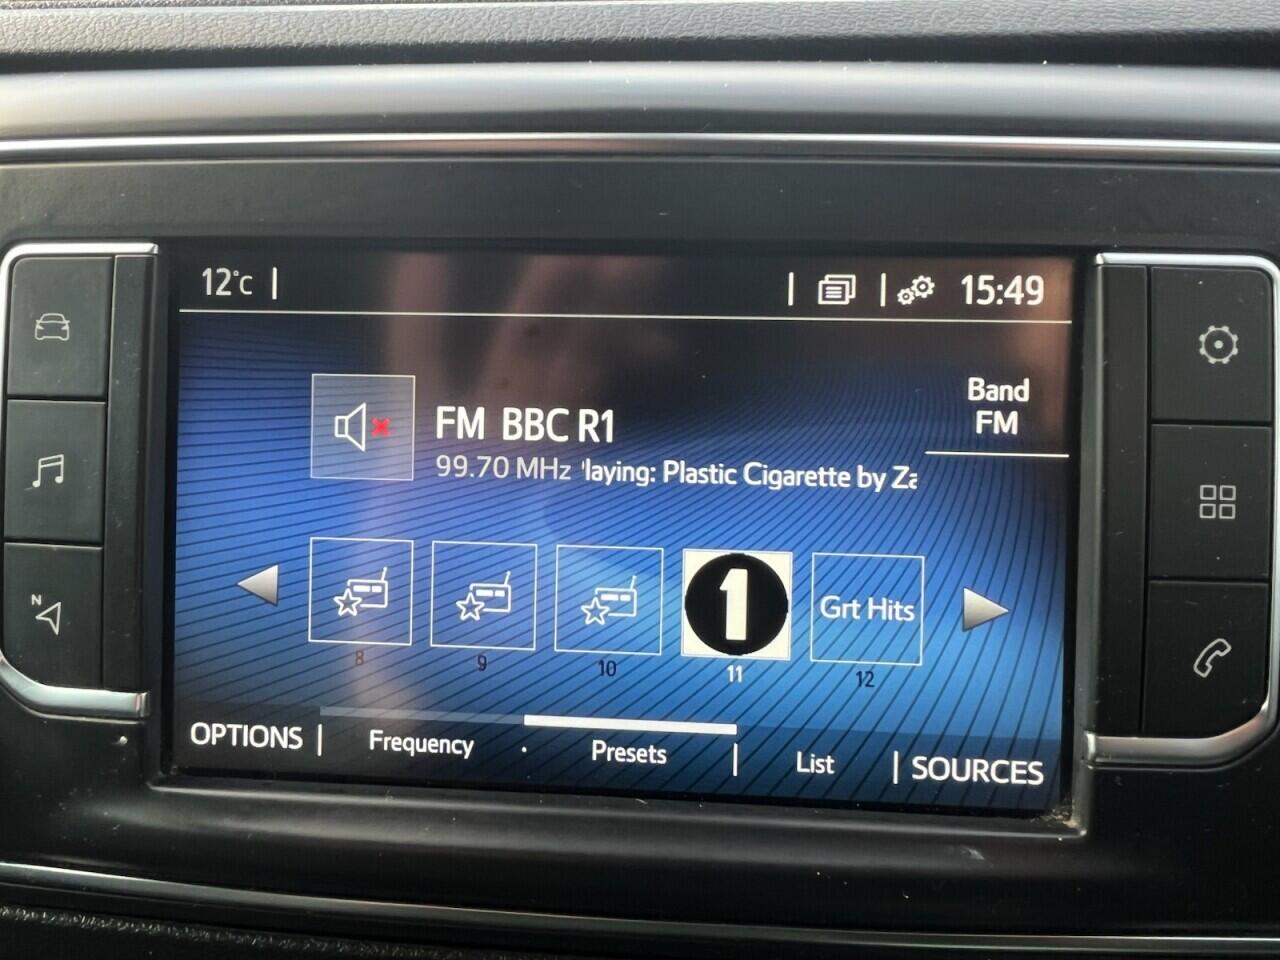 12°C
15:49
Band
FM
FM BBC R1
99.70 MHz 'laying: Plastic Cigarette by Za
N
1
Grt Hits
8
9
10
11
12
OPTIONS
Frequency
Presets
List
SOURCES